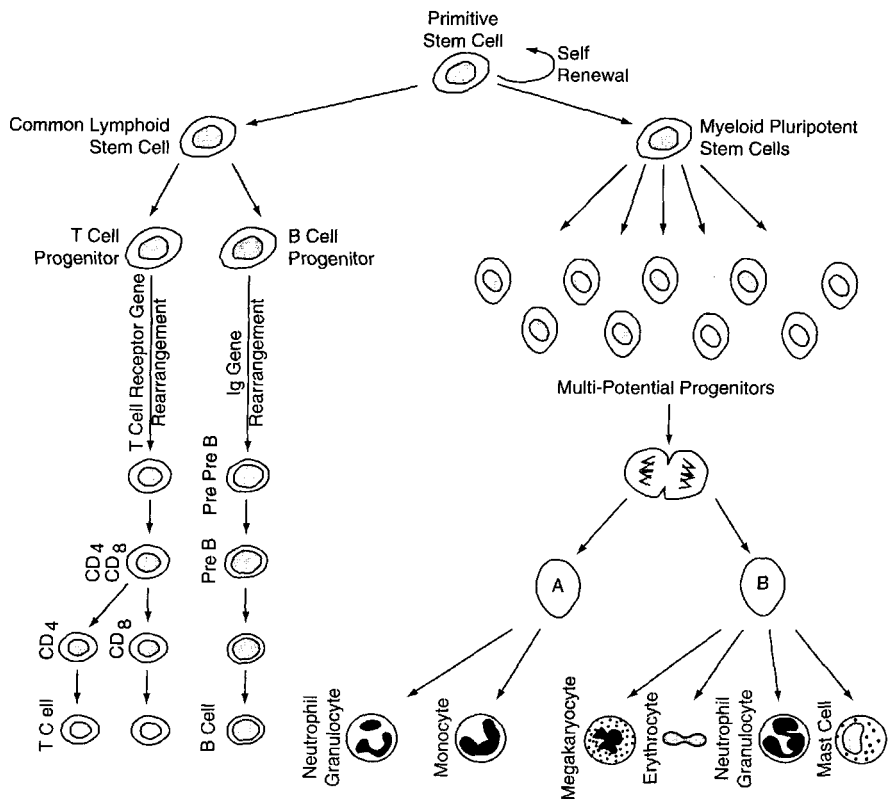 Primitive
Stem Cell
Self
Renewal
Common Lymphoid
Stem Cell
Myeloid Pluripotent
Stem Cells
T Cell
Progenitor
B Cell
Progenitor
T Cell Receptor Gene
Rearrangement
Ig Gene
Rearrangement
Multi-Potential Progenitors
Pre Pre B
CD4
CD8
Pre B
A
B
CD4
CD8
T Cell
B Cell
Neutrophil
Granulocyte
Monocyte
Megakaryocyte
Erythrocyte
Neutrophil
Granulocyte
Mast Cell